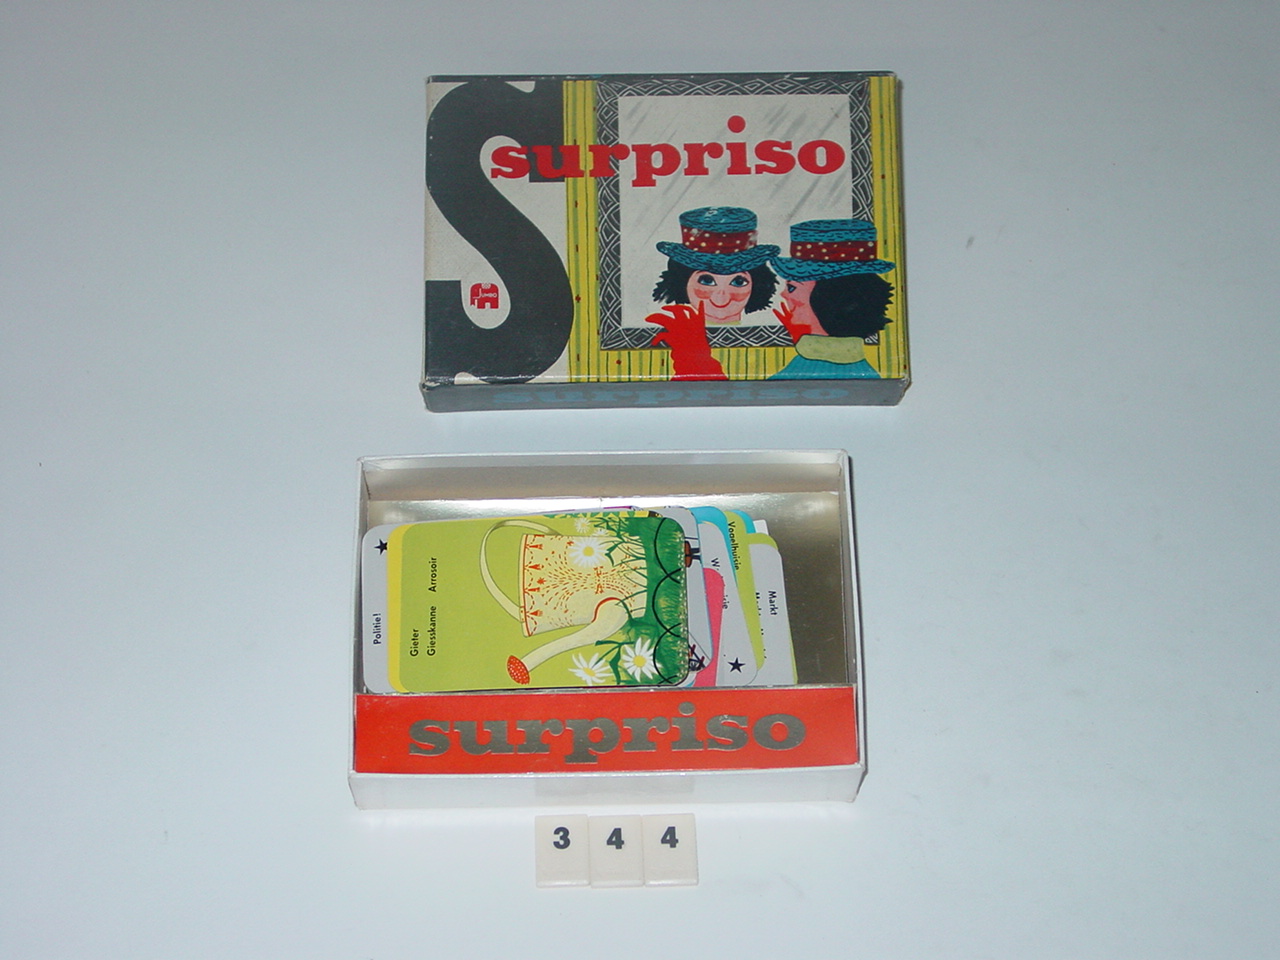 S
surpriso
JUMBO
surpriso
Politie!
Gieter
Giesskanne Arrosoir
Vogelhuisje
Markt
surpriso
3 4 4